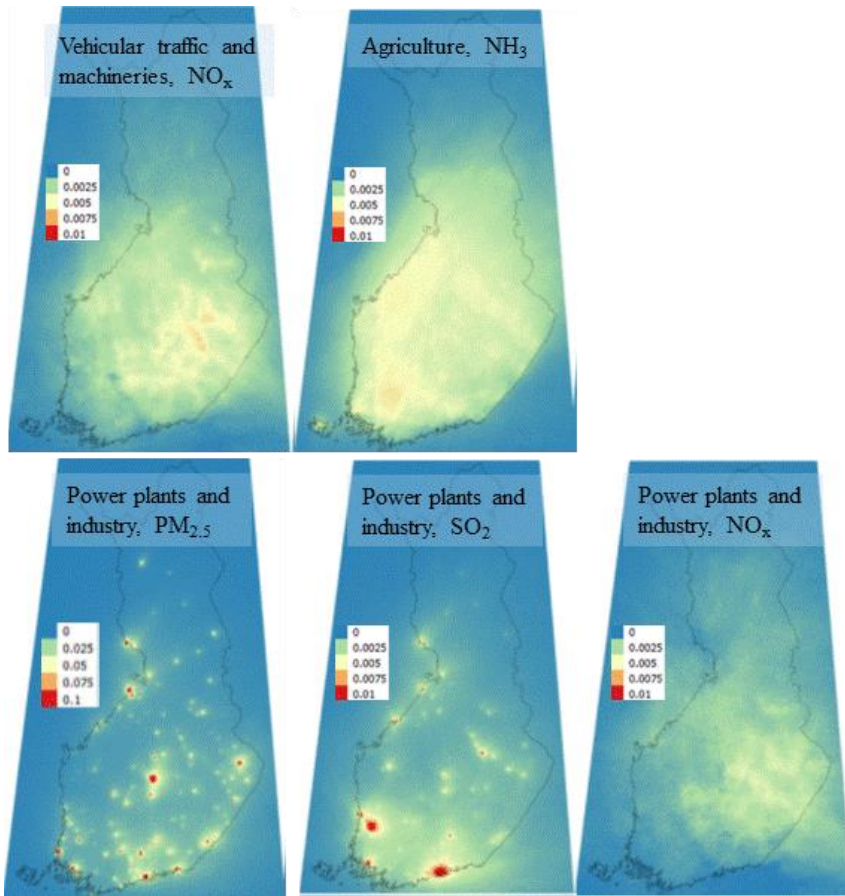 Vehicular traffic and
machineries, NOx
0
0.0025
0.005
0.0075
0.01
Agriculture, NH3
0
0.0025
0.005
0.0075
0.01
Power plants and
industry, PM2.5
0
0.025
0.05
0.075
0.1
Power plants and
industry, SO2
0
0.0025
0.005
0.0075
0.01
Power plants and
industry, NOx
0
0.0025
0.005
0.0075
0.01